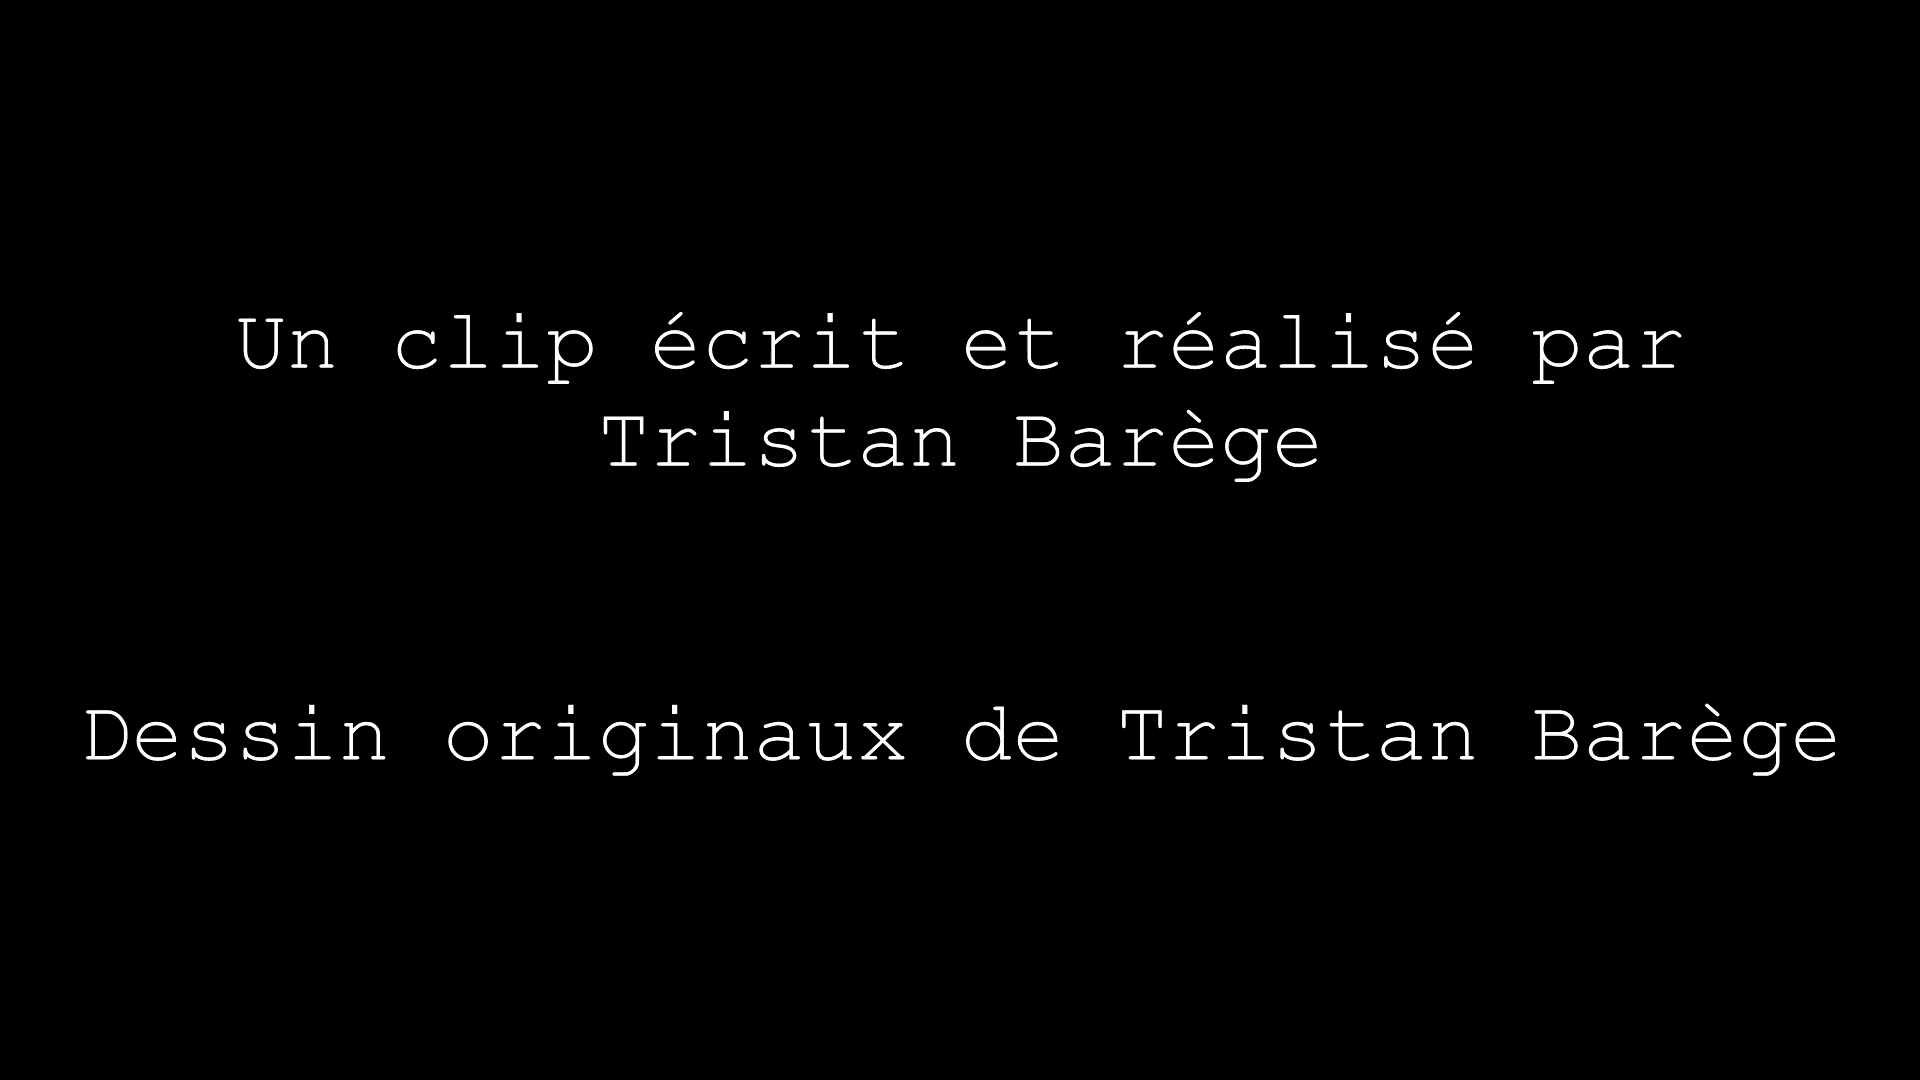 Un clip écrit et réalisé par
Tristan Barège
Dessin originaux de Tristan Barège